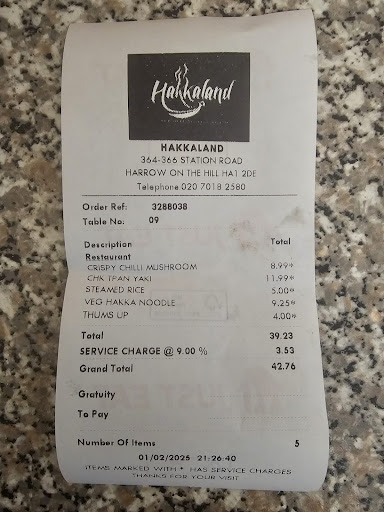 Hakkaland
HAKKALAND
364-366 STATION ROAD
HARROW ON THE HILL HA1 2DE
Telephone 020 7018 2580
Order Ref: 3288038
Table No: 09
Description Total
Restaurant
CRISPY CHILLI MUSHROOM 8.99*
CHK TPAN YAKI 11.99*
STEAMED RICE 5.00*
VEG HAKKA NOODLE 9.25*
THUMS UP 4.00*
Total 39.23
SERVICE CHARGE @ 9.00 % 3.53
Grand Total 42.76
Gratuity
To Pay
Number Of Items 5
01/02/2025 21:26:40
ITEMS MARKED WITH * HAS SERVICE CHARGES
THANKS FOR YOUR VISIT